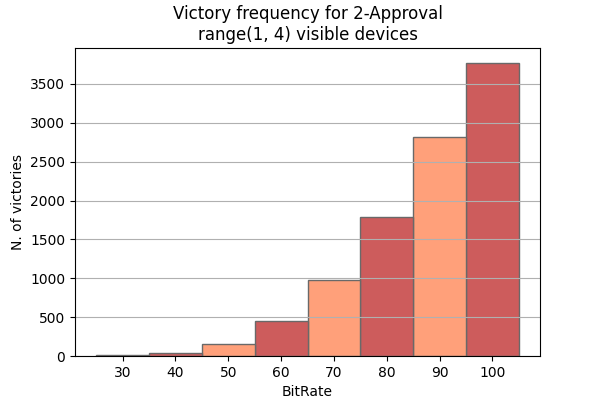 Victory frequency for 2-Approval
range(1, 4) visible devices
N. of victories
3500
3000
2500
2000
1500
1000
500
0
30 40 50 60 70 80 90 100
BitRate